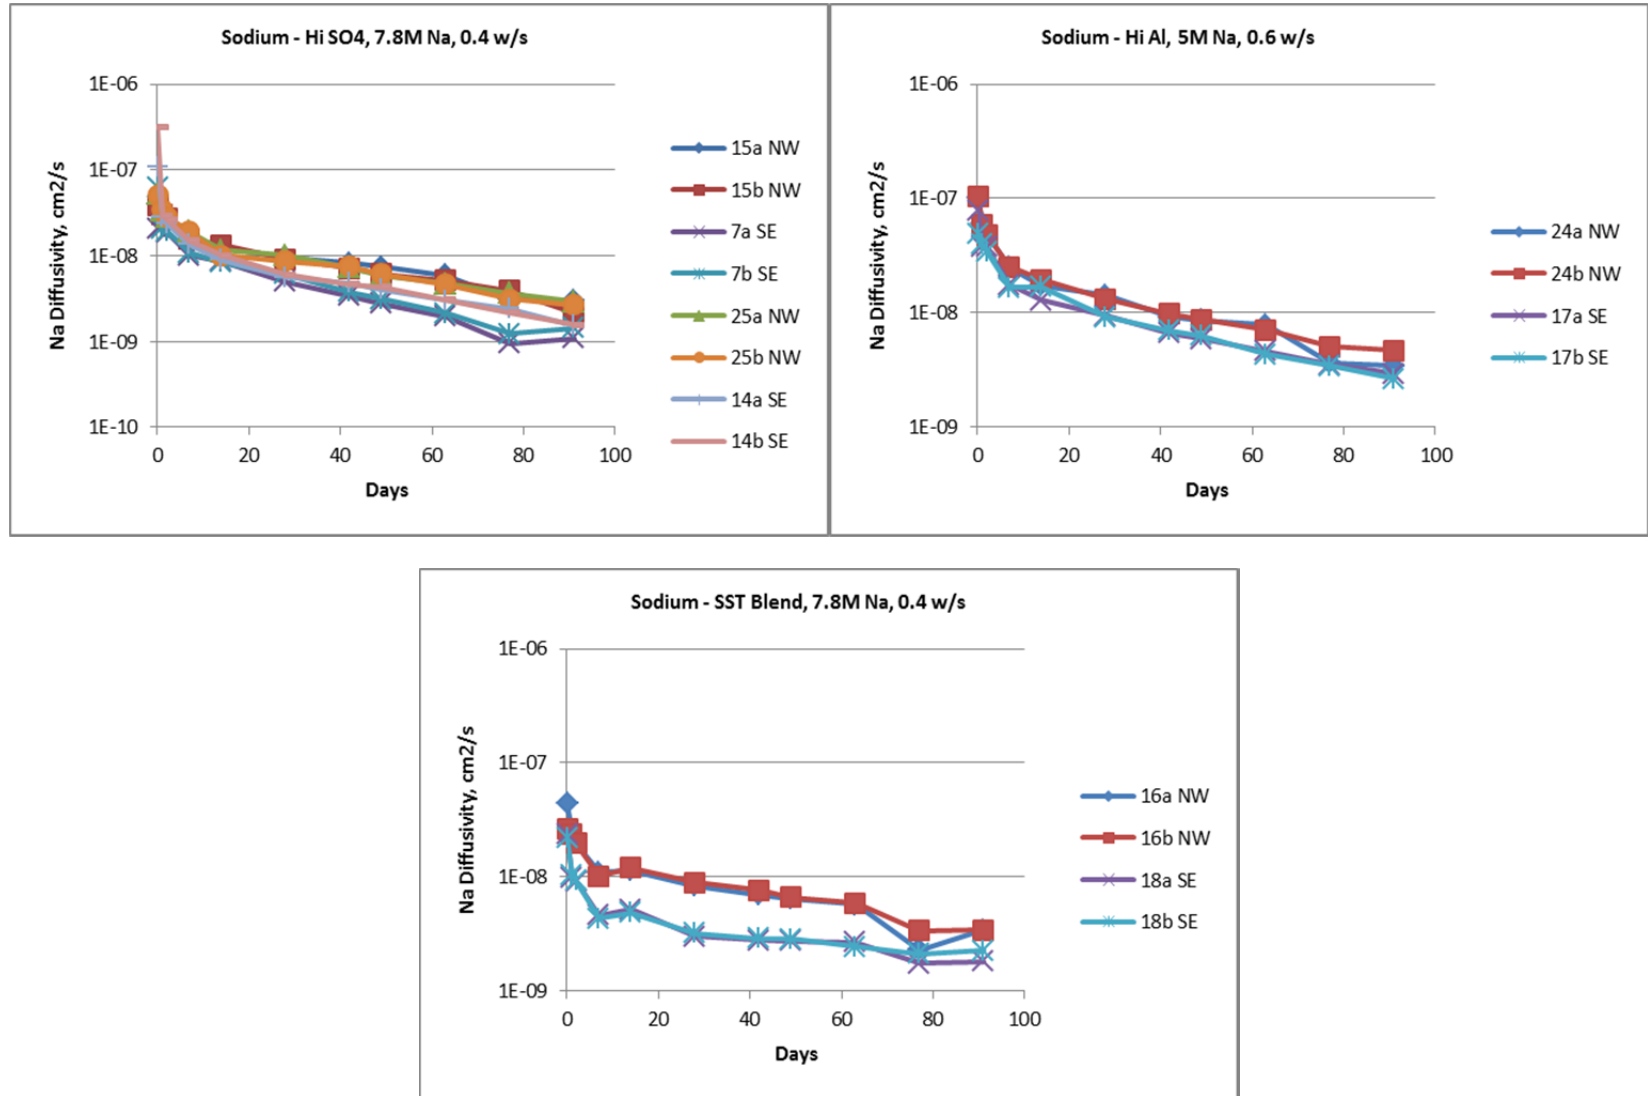 Sodium - Hi SO4, 7.8M Na, 0.4 w/s
1E-06
1E-07
1E-08
1E-09
1E-10
Na Diffusivity, cm2/s
0 20 40 60 80 100
Days
15a NW
15b NW
7a SE
7b SE
25a NW
25b NW
14a SE
14b SE
Sodium - Hi Al, 5M Na, 0.6 w/s
1E-06
1E-07
1E-08
1E-09
Na Diffusivity, cm2/s
0 20 40 60 80 100
Days
24a NW
24b NW
17a SE
17b SE
Sodium - SST Blend, 7.8M Na, 0.4 w/s
1E-06
1E-07
1E-08
1E-09
Na Diffusivity, cm2/s
0 20 40 60 80 100
Days
16a NW
16b NW
18a SE
18b SE